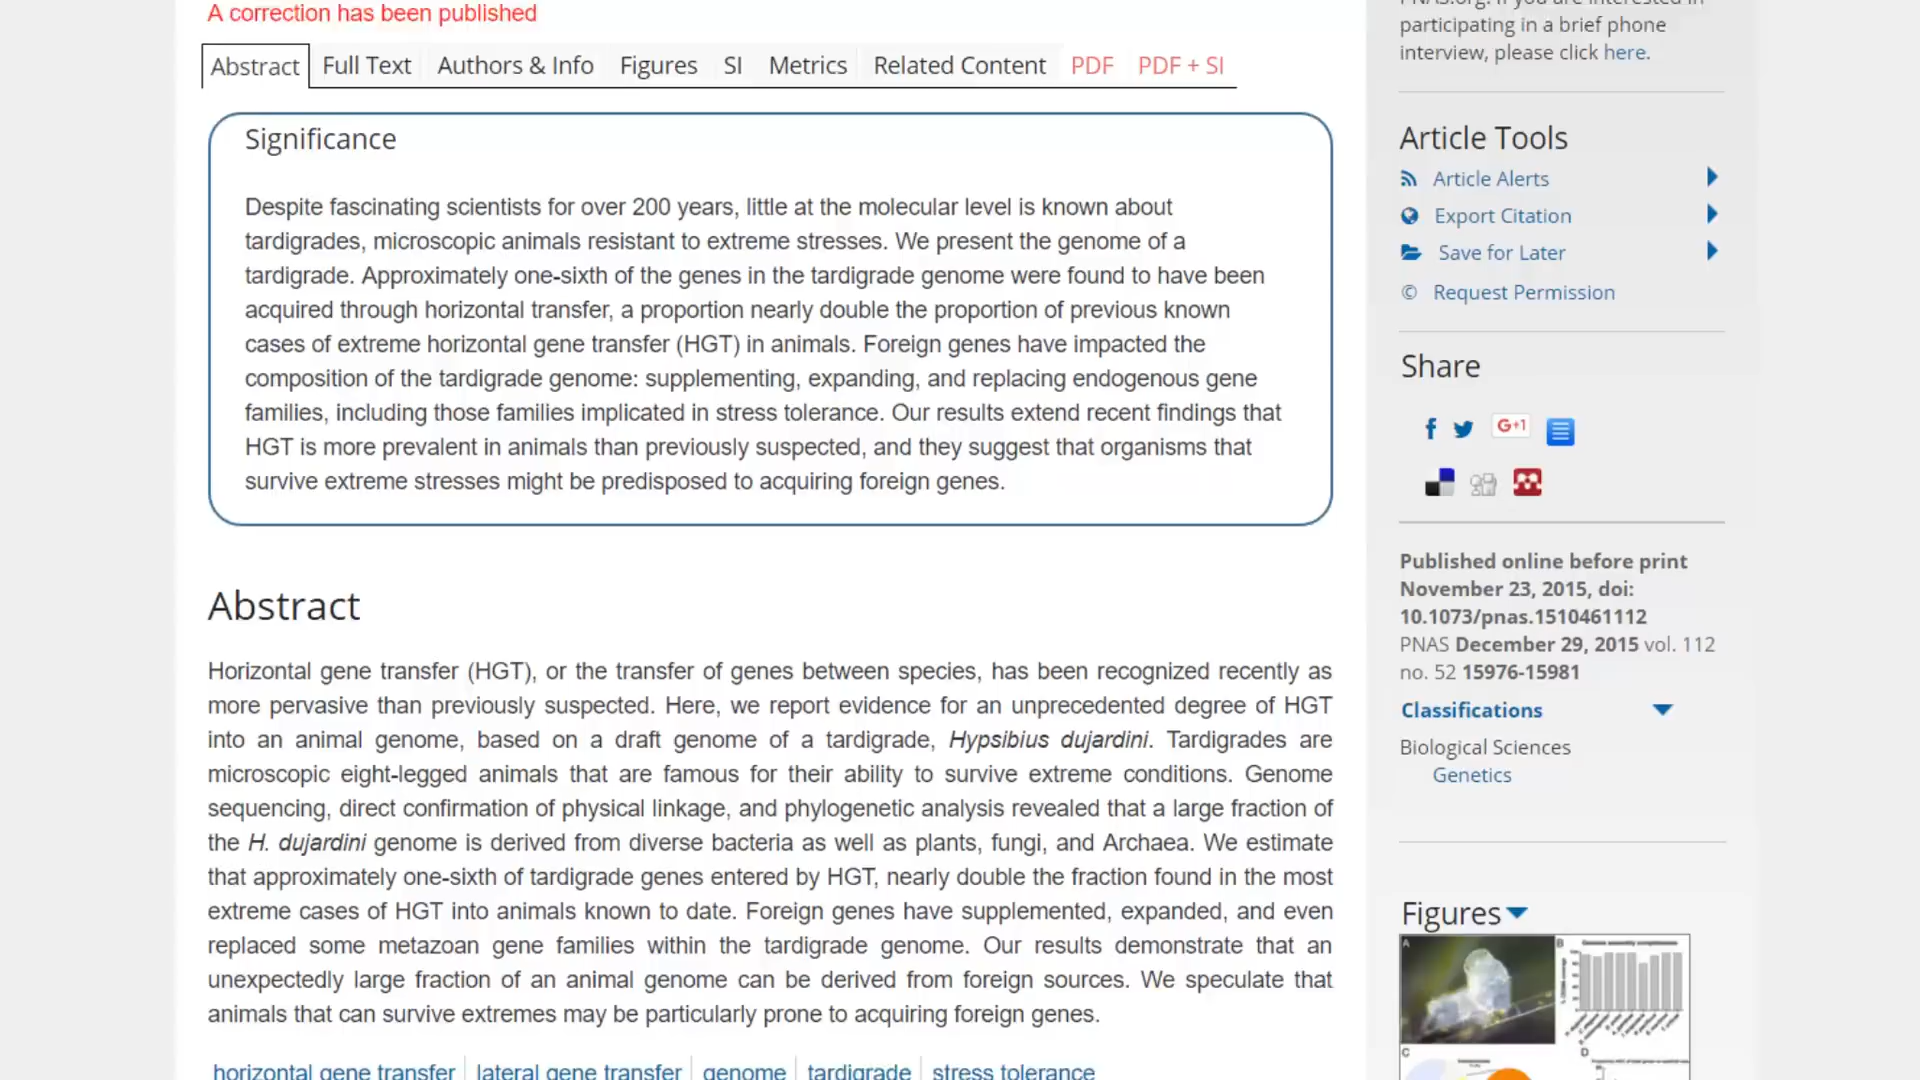 A correction has been published
Abstract Full Text Authors & Info Figures SI Metrics Related Content PDF PDF + SI
Significance
Despite fascinating scientists for over 200 years, little at the molecular level is known about
tardigrades, microscopic animals resistant to extreme stresses. We present the genome of a
tardigrade. Approximately one-sixth of the genes in the tardigrade genome were found to have been
acquired through horizontal transfer, a proportion nearly double the proportion of previous known
cases of extreme horizontal gene transfer (HGT) in animals. Foreign genes have impacted the
composition of the tardigrade genome: supplementing, expanding, and replacing endogenous gene
families, including those families implicated in stress tolerance. Our results extend recent findings that
HGT is more prevalent in animals than previously suspected, and they suggest that organisms that
survive extreme stresses might be predisposed to acquiring foreign genes.
Abstract
Horizontal gene transfer (HGT), or the transfer of genes between species, has been recognized recently as
more pervasive than previously suspected. Here, we report evidence for an unprecedented degree of HGT
into an animal genome, based on a draft genome of a tardigrade, Hypsibius dujardini. Tardigrades are
microscopic eight-legged animals that are famous for their ability to survive extreme conditions. Genome
sequencing, direct confirmation of physical linkage, and phylogenetic analysis revealed that a large fraction of
the H. dujardini genome is derived from diverse bacteria as well as plants, fungi, and Archaea. We estimate
that approximately one-sixth of tardigrade genes entered by HGT, nearly double the fraction found in the most
extreme cases of HGT into animals known to date. Foreign genes have supplemented, expanded, and even
replaced some metazoan gene families within the tardigrade genome. Our results demonstrate that an
unexpectedly large fraction of an animal genome can be derived from foreign sources. We speculate that
animals that can survive extremes may be particularly prone to acquiring foreign genes.
horizontal gene transfer lateral gene transfer genome tardigrade stress tolerance
PNAS.org. If you are interested in
participating in a brief phone
interview, please click here.
Article Tools
Article Alerts
Export Citation
Save for Later
© Request Permission
Share
G+1
Published online before print
November 23, 2015, doi:
10.1073/pnas.1510461112
PNAS December 29, 2015 vol. 112
no. 52 15976-15981
Classifications
Biological Sciences
Genetics
Figures
A
B
C
D